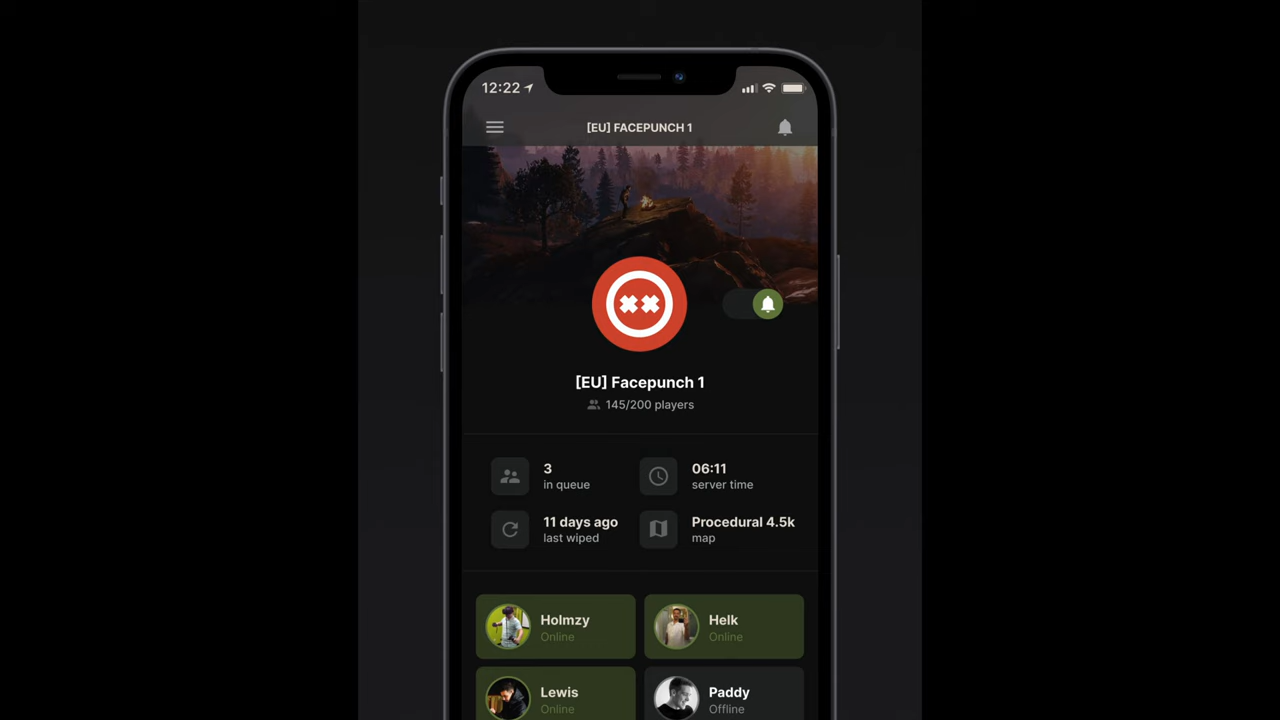 12:22
[EU] FACEPUNCH 1
[EU] Facepunch 1
145/200 players
3
in queue
06:11
server time
11 days ago
last wiped
Procedural 4.5k
map
Holmzy
Online
Helk
Online
Lewis
Online
Paddy
Offline